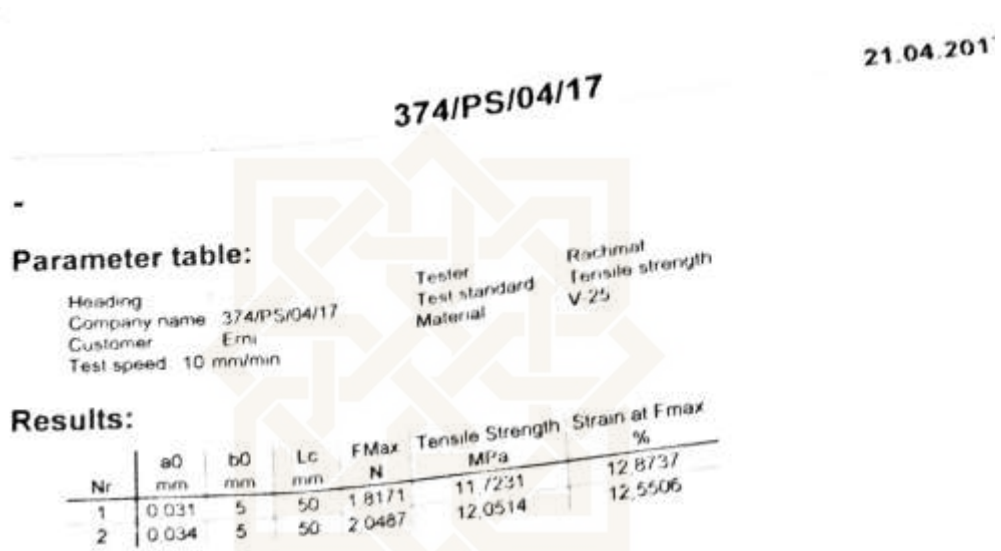 21.04.2017
374/PS/04/17
-
Parameter table:
Heading
Company name 374/PS/04/17
Customer Erni
Test speed 10 mm/min
Tester Rachmat
Test standard Tensile strength
Material V-25
Results:
Nr a0 mm b0 mm Lc mm FMax N Tensile Strength MPa Strain at Fmax %
1 0.031 5 50 1.8171 11.7231 12.8737
2 0.034 5 50 2.0487 12.0514 12.5506